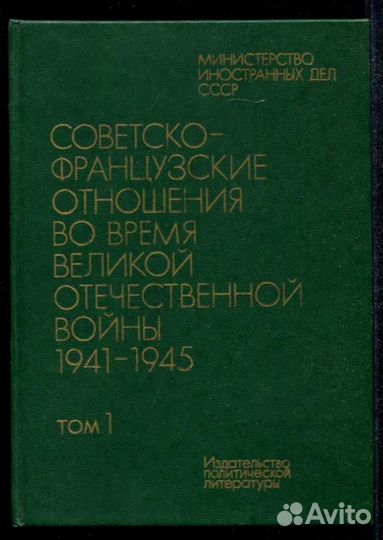 МИНИСТЕРСТВО
ИНОСТРАННЫХ ДЕЛ
СССР
СОВЕТСКО-
ФРАНЦУЗСКИЕ
ОТНОШЕНИЯ
ВО ВРЕМЯ
ВЕЛИКОЙ
ОТЕЧЕСТВЕННОЙ
ВОЙНЫ
1941-1945
ТОМ 1
Издательство
политической
литературы
Avito